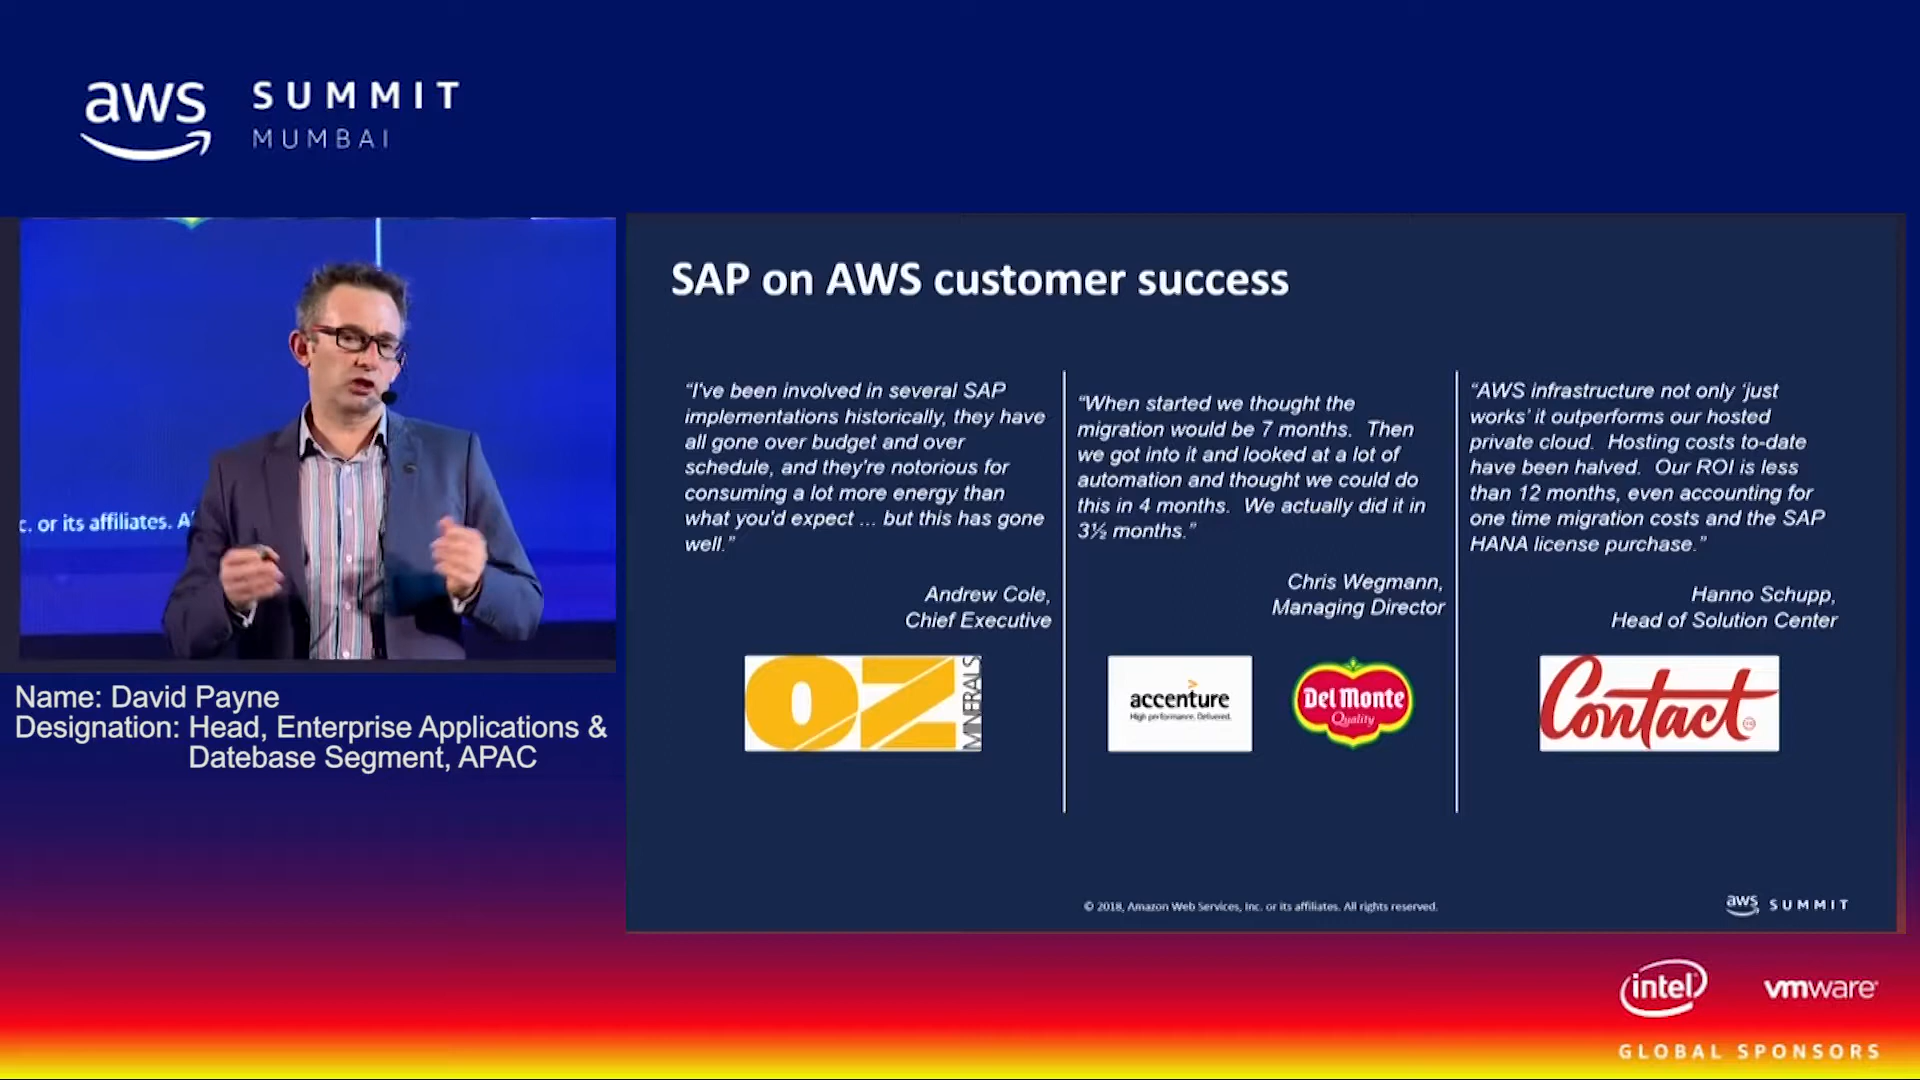 aws
SUMMIT
MUMBAI
c. or its affiliates. A
Name: David Payne
Designation: Head, Enterprise Applications &
Datebase Segment, APAC
SAP on AWS customer success
“I've been involved in several SAP
implementations historically, they have
all gone over budget and over
schedule, and they're notorious for
consuming a lot more energy than
what you'd expect ... but this has gone
well.”
Andrew Cole,
Chief Executive
OZ
MINERALS
“When started we thought the
migration would be 7 months.  Then
we got into it and looked at a lot of
automation and thought we could do
this in 4 months.  We actually did it in
3½ months.”
Chris Wegmann,
Managing Director
accenture
High performance. Delivered.
Del Monte
Quality
“AWS infrastructure not only ‘just
works’ it outperforms our hosted
private cloud.  Hosting costs to-date
have been halved.  Our ROI is less
than 12 months, even accounting for
one time migration costs and the SAP
HANA license purchase.”
Hanno Schupp,
Head of Solution Center
Contact
© 2018, Amazon Web Services, Inc. or its affiliates. All rights reserved.
aws SUMMIT
intel
vmware
GLOBAL SPONSORS